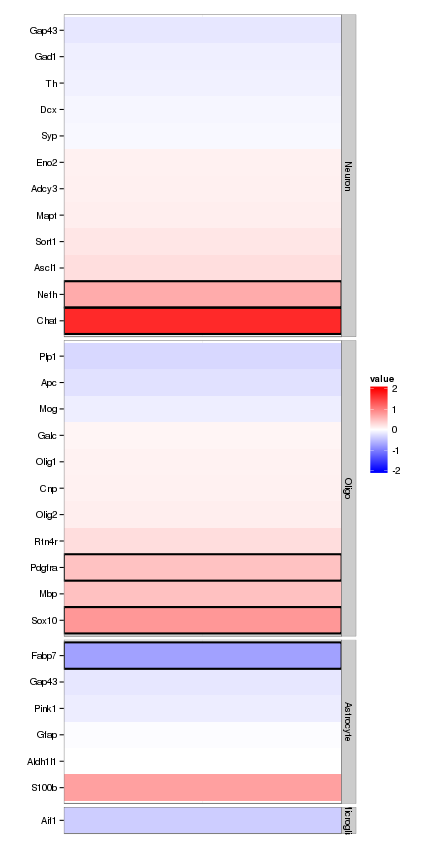 Gap43
Gad1
Th
Dcx
Syp
Eno2
Adcy3
Mapt
Sort1
Ascl1
Nefh
Chat
Neuron
Plp1
Apc
Mog
Galc
Olig1
Cnp
Olig2
Rtn4r
Pdgfra
Mbp
Sox10
Oligo
Fabp7
Gap43
Pink1
Gfap
Aldh1l1
S100b
Astrocyte
Aif1
icrogli
value
2
1
0
-1
-2